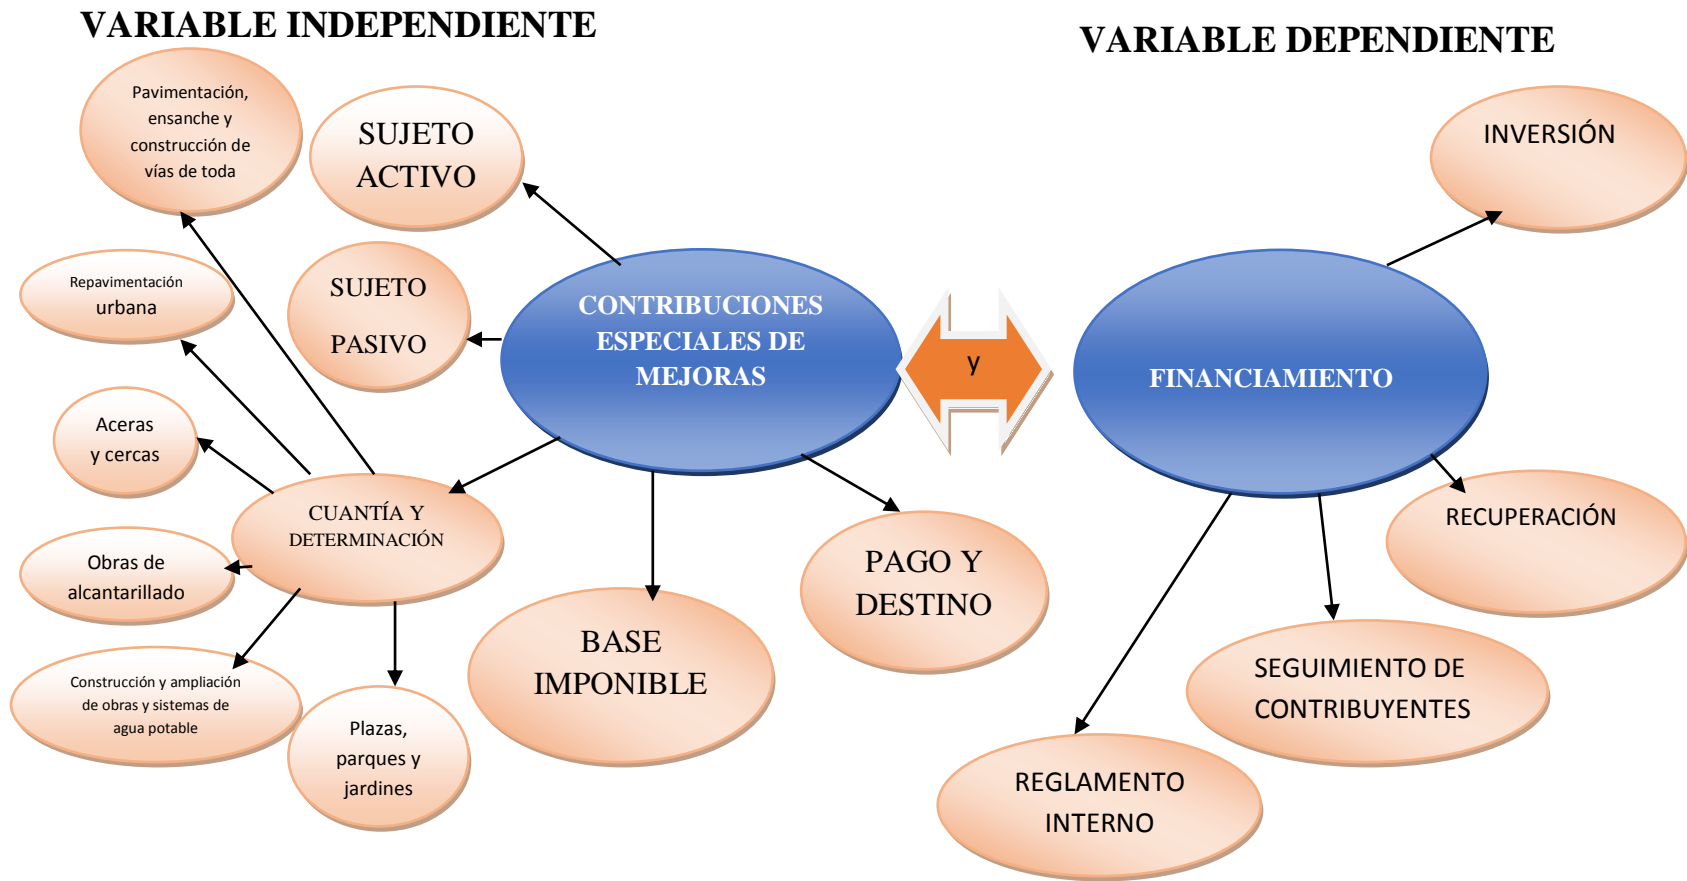 VARIABLE INDEPENDIENTE
VARIABLE DEPENDIENTE
Pavimentación,
ensanche y
construcción de
vías de toda
SUJETO
ACTIVO
INVERSIÓN
Repavimentación
urbana
SUJETO
PASIVO
CONTRIBUCIONES
ESPECIALES DE
MEJORAS
y
FINANCIAMIENTO
Aceras
y cercas
CUANTÍA Y
DETERMINACIÓN
RECUPERACIÓN
Obras de
alcantarillado
PAGO Y
DESTINO
BASE
IMPONIBLE
SEGUIMIENTO DE
CONTRIBUYENTES
Construcción y ampliación
de obras y sistemas de
agua potable
Plazas,
parques y
jardines
REGLAMENTO
INTERNO